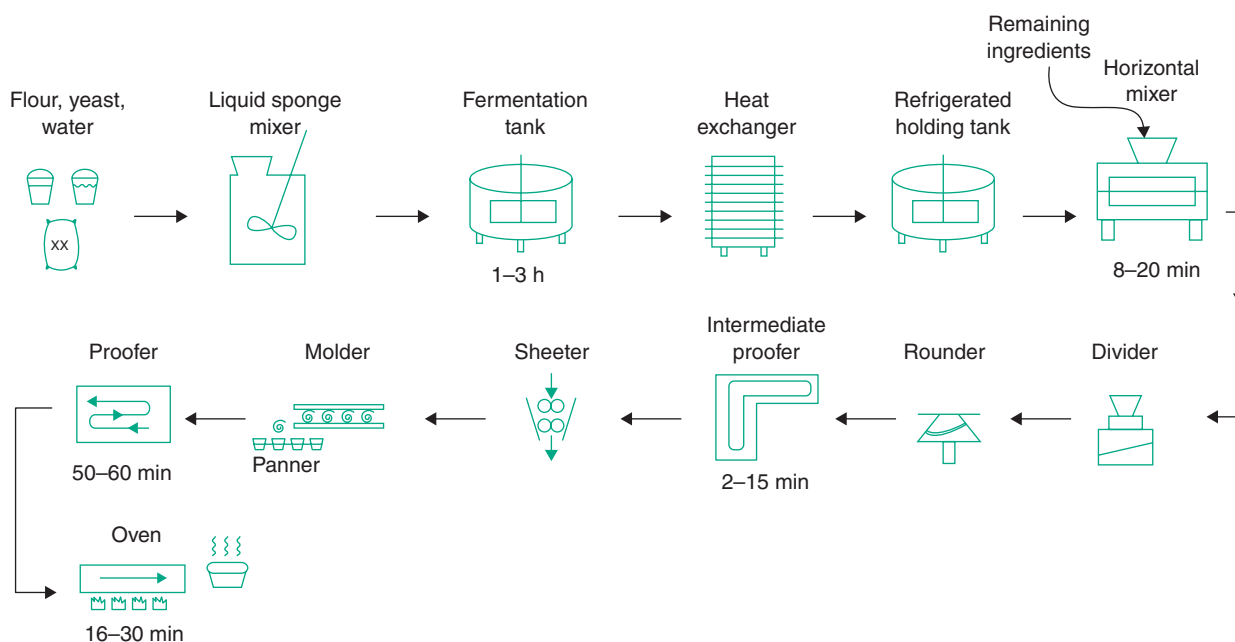 Remaining
ingredients
Flour, yeast,
water
Liquid sponge
mixer
Fermentation
tank
Heat
exchanger
Refrigerated
holding tank
Horizontal
mixer
xx
1–3 h
8–20 min
Proofer
Molder
Sheeter
Intermediate
proofer
Rounder
Divider
Panner
50–60 min
2–15 min
Oven
16–30 min